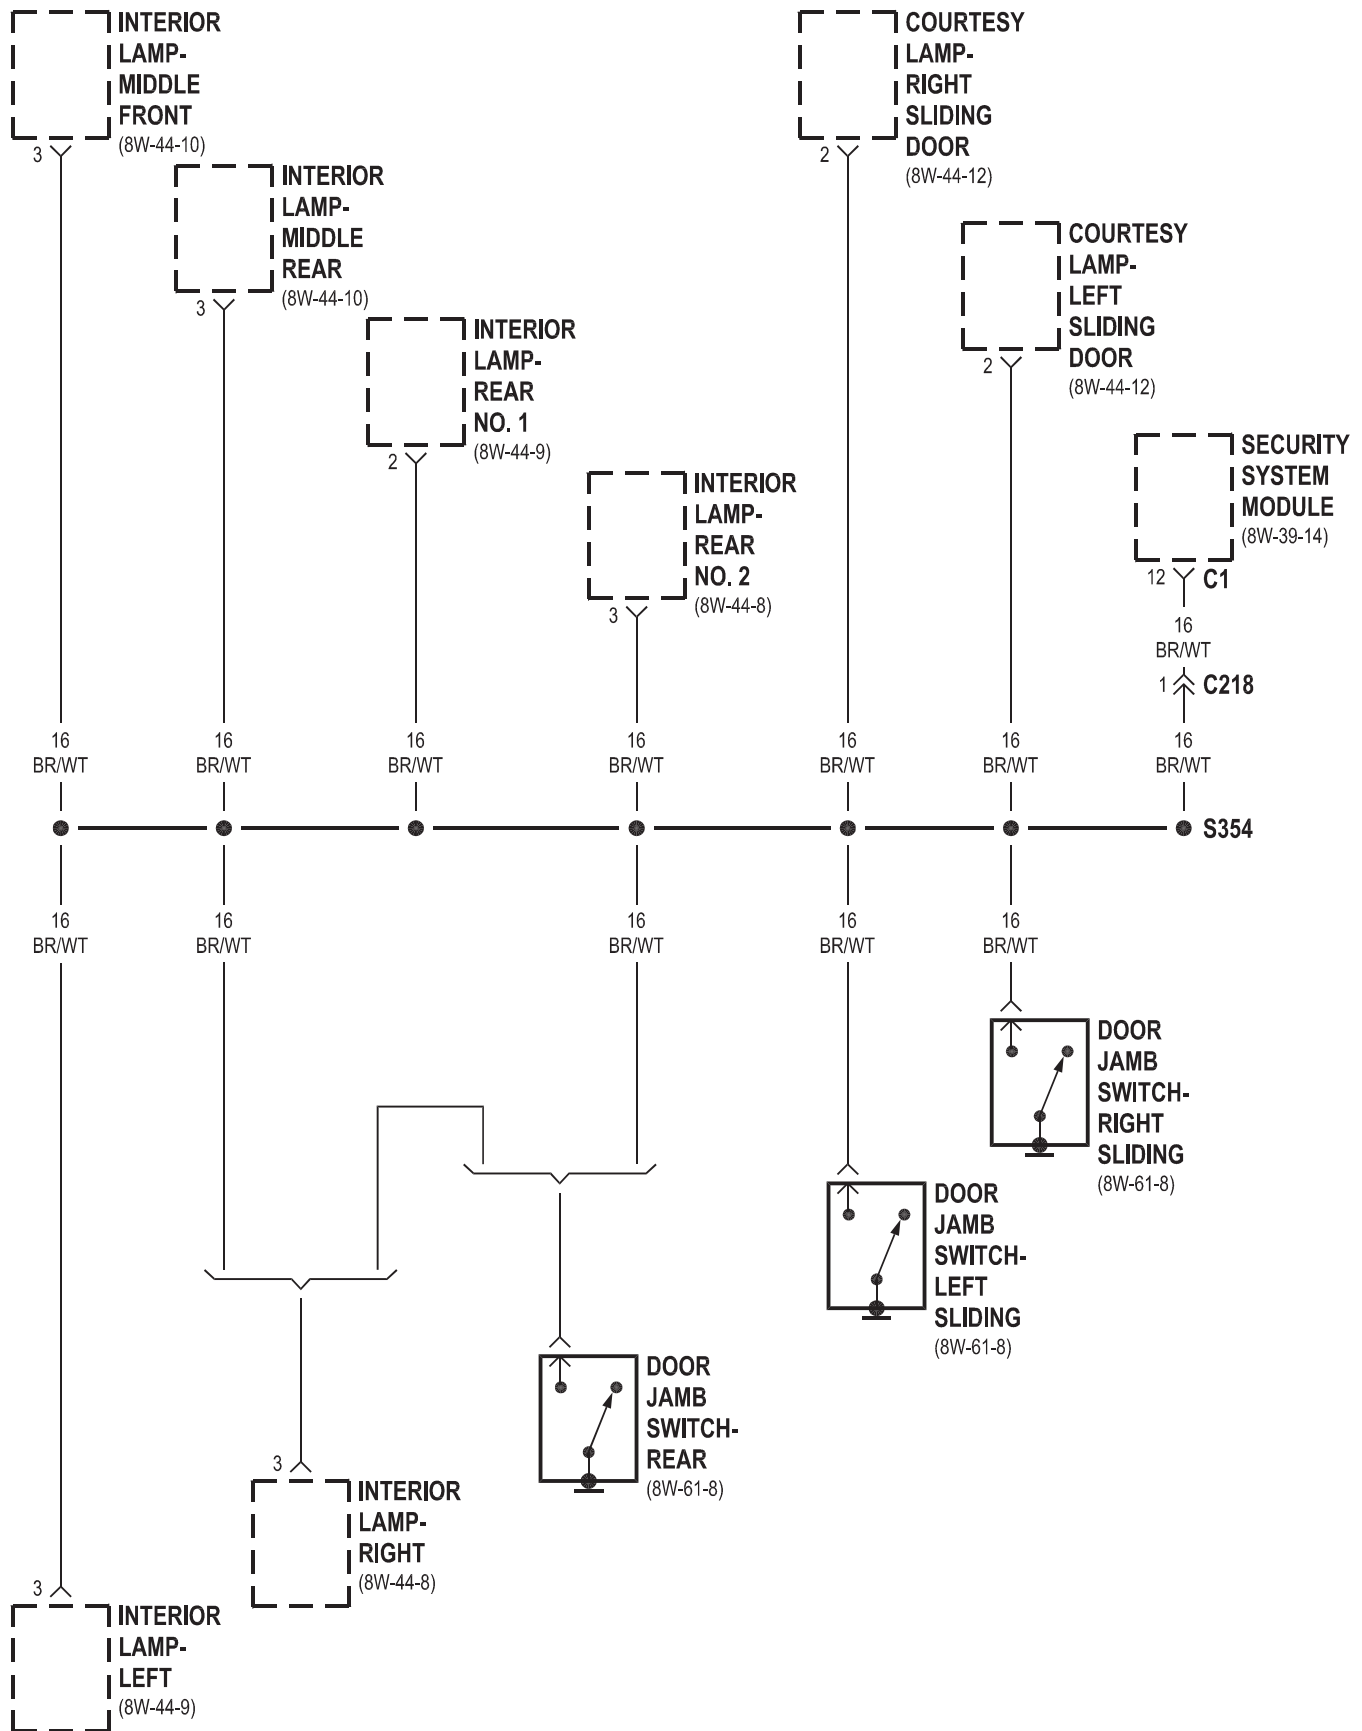 INTERIOR
LAMP-
MIDDLE
FRONT
(8W-44-10)
3
INTERIOR
LAMP-
MIDDLE
REAR
(8W-44-10)
3
INTERIOR
LAMP-
REAR
NO. 1
(8W-44-9)
2
INTERIOR
LAMP-
REAR
NO. 2
(8W-44-8)
3
COURTESY
LAMP-
RIGHT
SLIDING
DOOR
(8W-44-12)
2
COURTESY
LAMP-
LEFT
SLIDING
DOOR
(8W-44-12)
2
SECURITY
SYSTEM
MODULE
(8W-39-14)
12 C1
16
BR/WT
1 C218
16 16 16 16 16 16 16
BR/WT BR/WT BR/WT BR/WT BR/WT BR/WT BR/WT
S354
16 16 16 16 16
BR/WT BR/WT BR/WT BR/WT BR/WT
DOOR
JAMB
SWITCH-
RIGHT
SLIDING
(8W-61-8)
DOOR
JAMB
SWITCH-
LEFT
SLIDING
(8W-61-8)
DOOR
JAMB
SWITCH-
REAR
(8W-61-8)
3
INTERIOR
LAMP-
RIGHT
(8W-44-8)
3
INTERIOR
LAMP-
LEFT
(8W-44-9)